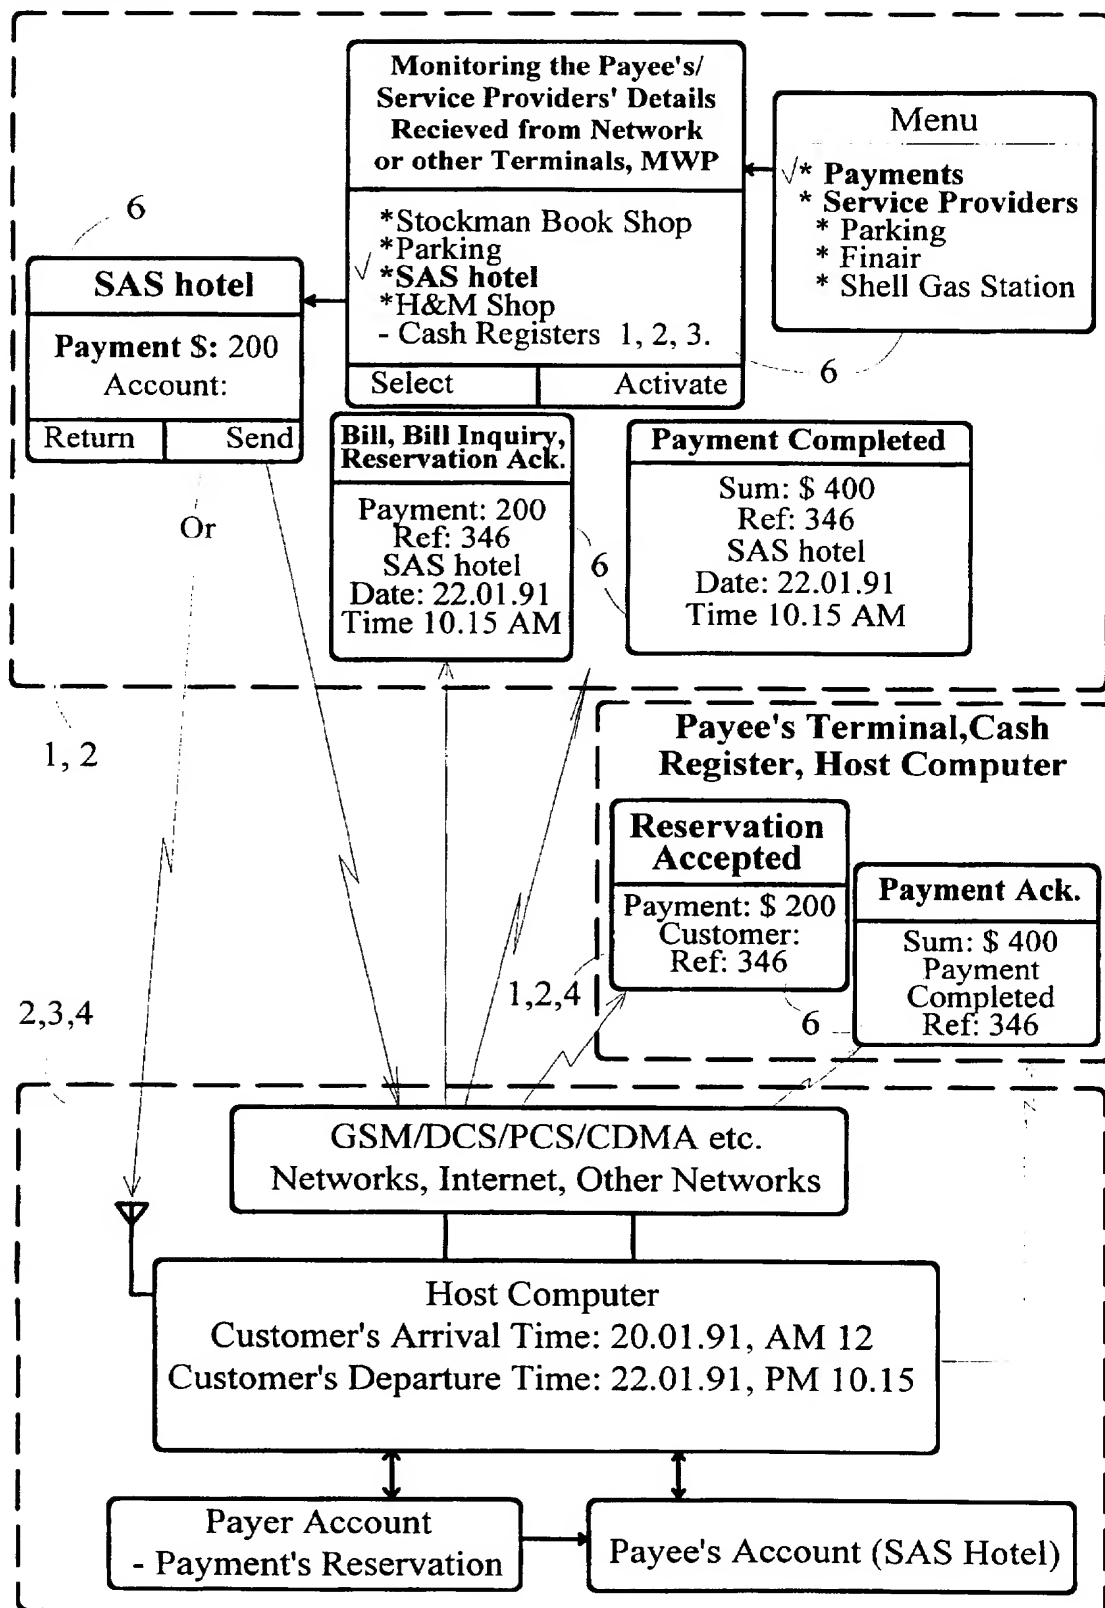 Monitoring the Payee's/
Service Providers' Details
Recieved from Network
or other Terminals, MWP
*Stockman Book Shop
*Parking
√ *SAS hotel
*H&M Shop
- Cash Registers 1, 2, 3.
Select Activate
Menu
√* Payments
* Service Providers
* Parking
* Finair
* Shell Gas Station
6
6
SAS hotel
Payment $: 200
Account:
Return Send
Or
Bill, Bill Inquiry,
Reservation Ack.
Payment: 200
Ref: 346
SAS hotel
Date: 22.01.91
Time 10.15 AM
6
Payment Completed
Sum: $ 400
Ref: 346
SAS hotel
Date: 22.01.91
Time 10.15 AM
1, 2
Payee's Terminal,Cash
Register, Host Computer
Reservation
Accepted
Payment: $ 200
Customer:
Ref: 346
Payment Ack.
Sum: $ 400
Payment
Completed
Ref: 346
1,2,4
6
2,3,4
GSM/DCS/PCS/CDMA etc.
Networks, Internet, Other Networks
Host Computer
Customer's Arrival Time: 20.01.91, AM 12
Customer's Departure Time: 22.01.91, PM 10.15
Payer Account
- Payment's Reservation
Payee's Account (SAS Hotel)